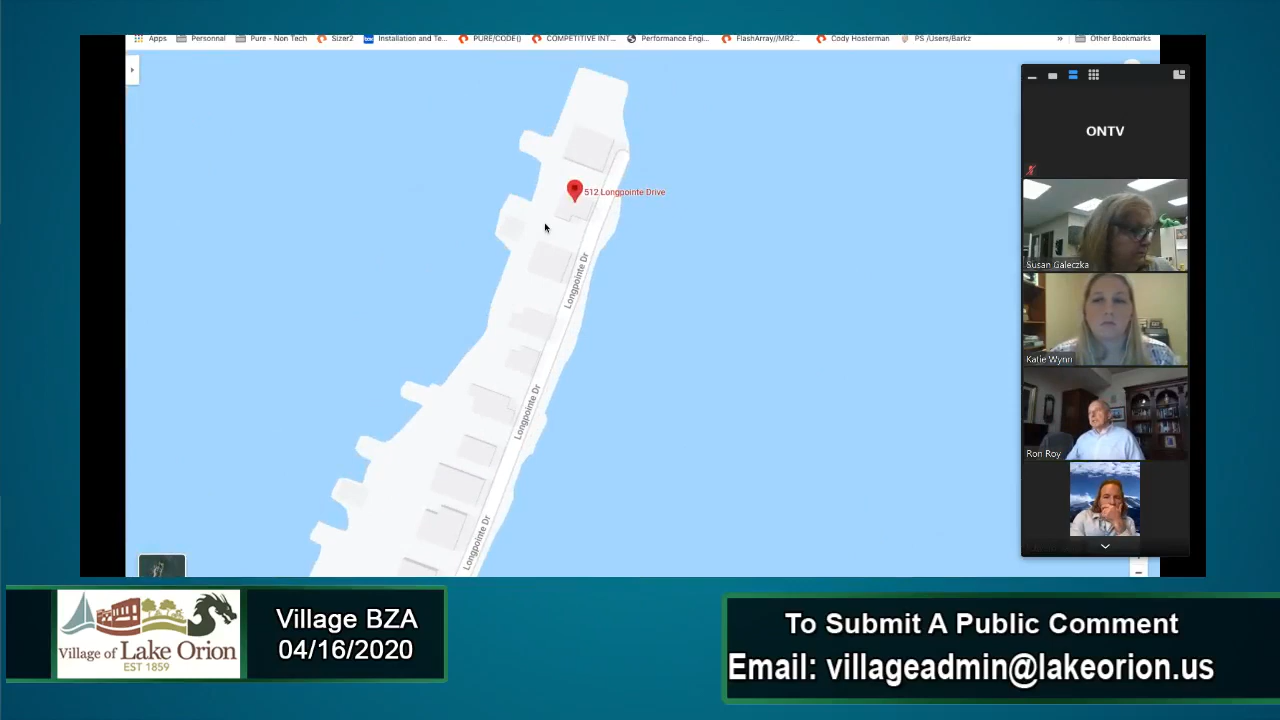 Apps Personnal Pure - Non Tech Sizer2 Installation and Te... PURE/CODE() COMPETITIVE INT... Performance Engi... FlashArray//MR2... Cody Hosterman PS /Users/Barkz » Other Bookmarks
512 Longpointe Drive
Longpointe Dr
Longpointe Dr
Longpointe Dr
ONTV
Susan Galeczka
Katie Wynn
Ron Roy
Village of Lake Orion
EST 1859
Village BZA
04/16/2020
To Submit A Public Comment
Email: villageadmin@lakeorion.us